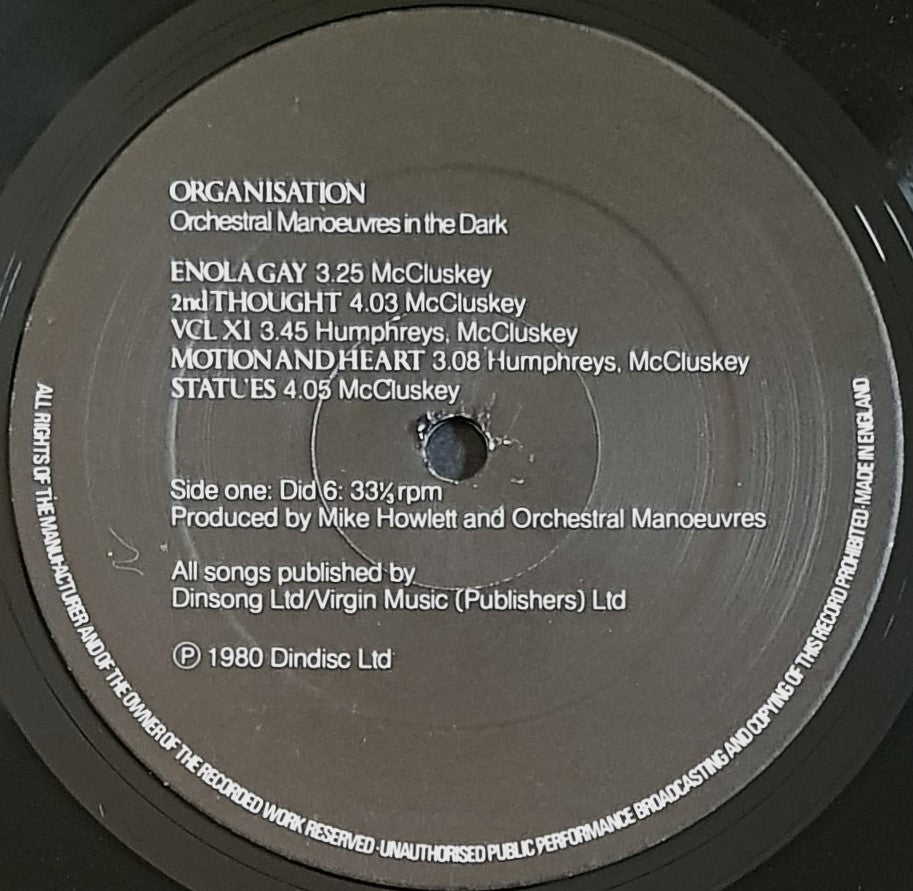 ORGANISATION
Orchestral Manoeuvres in the Dark
ENOLA GAY 3.25 McCluskey
2nd THOUGHT 4.03 McCluskey
VCL XI 3.45 Humphreys, McCluskey
MOTION AND HEART 3.08 Humphreys, McCluskey
STATUES 4.05 McCluskey
Side one: Did 6: 33⅓ rpm
Produced by Mike Howlett and Orchestral Manoeuvres
All songs published by
Dinsong Ltd/Virgin Music (Publishers) Ltd
℗ 1980 Dindisc Ltd
ALL RIGHTS OF THE MANUFACTURER AND OF THE OWNER OF THE RECORDED WORK RESERVED·UNAUTHORISED PUBLIC PERFORMANCE BROADCASTING AND COPYING OF THIS RECORD PROHIBITED·MADE IN ENGLAND